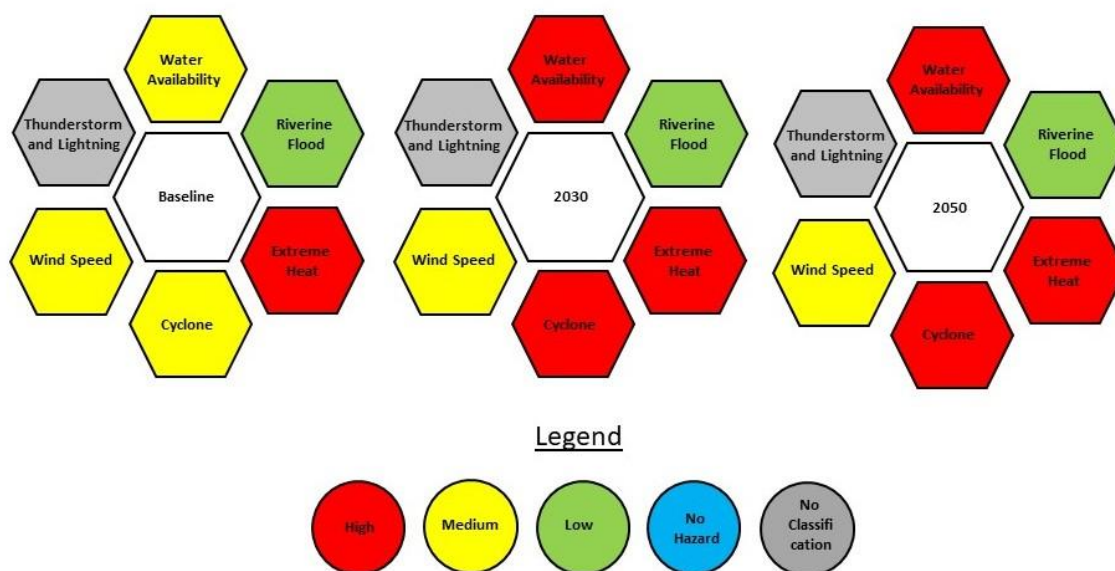 Water
Availability
Thunderstorm
and Lightning
Riverine
Flood
Baseline
Wind Speed
Extreme
Heat
Cyclone
Water
Availability
Thunderstorm
and Lightning
Riverine
Flood
2030
Wind Speed
Extreme
Heat
Cyclone
Water
Availability
Thunderstorm
and Lightning
Riverine
Flood
2050
Wind Speed
Extreme
Heat
Cyclone
Legend
High
Medium
Low
No
Hazard
No
Classifi
cation